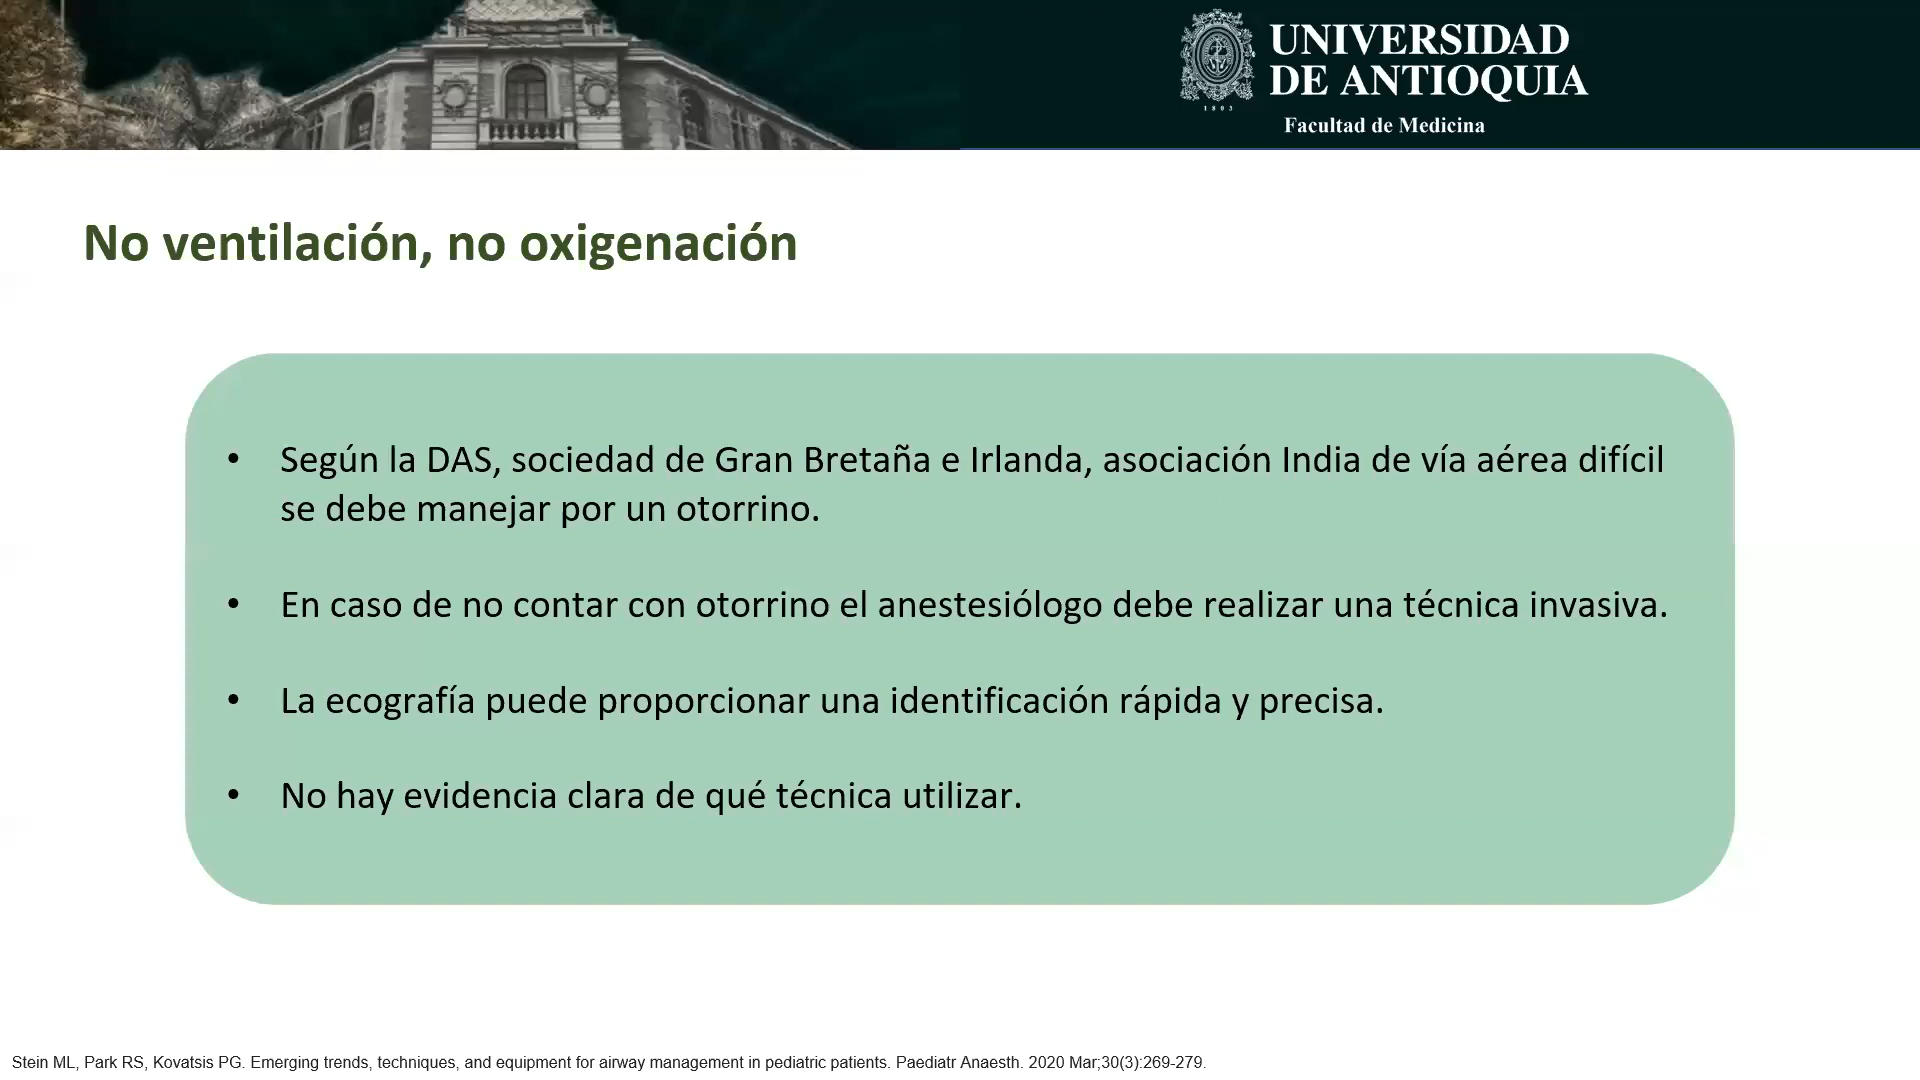 UNIVERSIDAD
DE ANTIOQUIA
1803
Facultad de Medicina
No ventilación, no oxigenación
• Según la DAS, sociedad de Gran Bretaña e Irlanda, asociación India de vía aérea difícil
se debe manejar por un otorrino.
• En caso de no contar con otorrino el anestesiólogo debe realizar una técnica invasiva.
• La ecografía puede proporcionar una identificación rápida y precisa.
• No hay evidencia clara de qué técnica utilizar.
Stein ML, Park RS, Kovatsis PG. Emerging trends, techniques, and equipment for airway management in pediatric patients. Paediatr Anaesth. 2020 Mar;30(3):269-279.